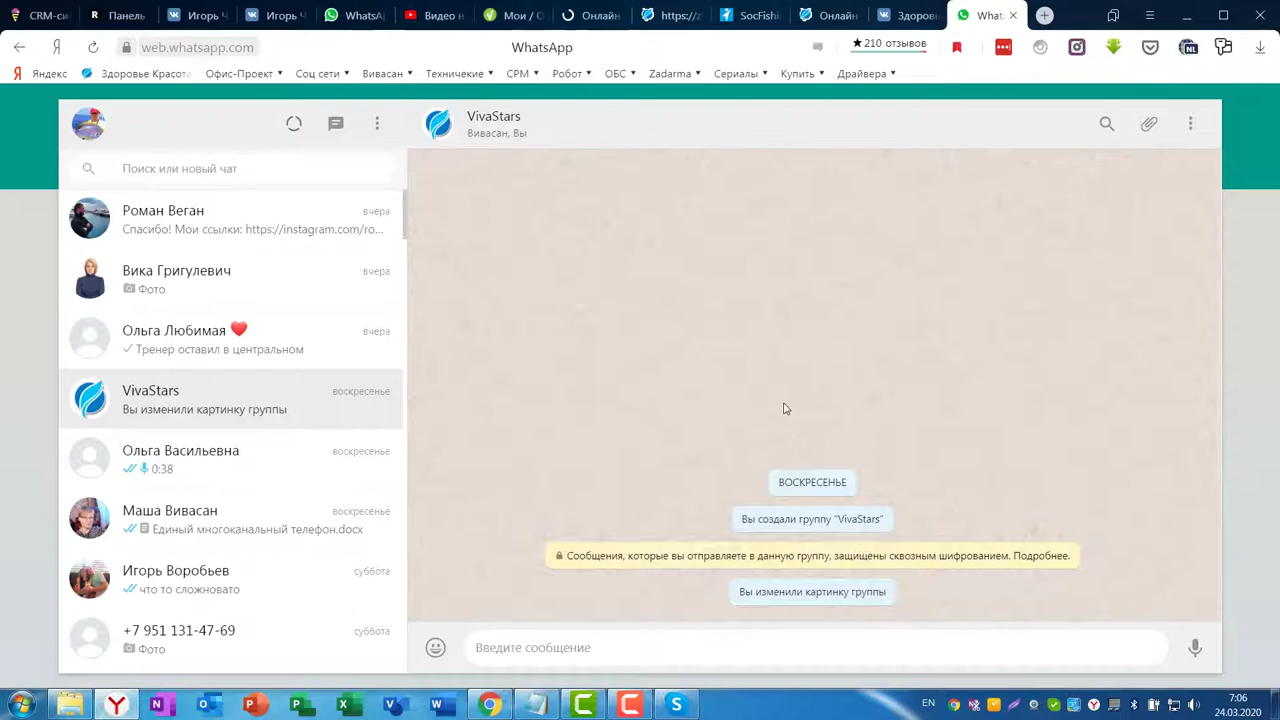 CRM-си
Панель
Игорь Ч
Игорь Ч
WhatsA
Видео н
Мои / О
Онлайн
https://z
SocFishi
Онлайн
Здоровь
What:
web.whatsapp.com
WhatsApp
★210 отзывов
Яндекс
Здоровье Красота
Офис-Проект
Соц сети
Вивасан
Технические
СРМ
Робот
ОБС
Zadarma
Сериалы
Купить
Драйвера
VivaStars
Вивасан, Вы
Поиск или новый чат
Роман Веган
вчера
Спасибо! Мои ссылки: https://instagram.com/ro...
Вика Григулевич
вчера
Фото
Ольга Любимая ❤
вчера
Тренер оставил в центральном
VivaStars
воскресенье
Вы изменили картинку группы
Ольга Васильевна
воскресенье
0:38
Маша Вивасан
воскресенье
Единый многоканальный телефон.docx
Игорь Воробьев
суббота
что то сложновато
+7 951 131-47-69
суббота
Фото
ВОСКРЕСЕНЬЕ
Вы создали группу "VivaStars"
Сообщения, которые вы отправляете в данную группу, защищены сквозным шифрованием. Подробнее.
Вы изменили картинку группы
Введите сообщение
EN
7:06
24.03.2020